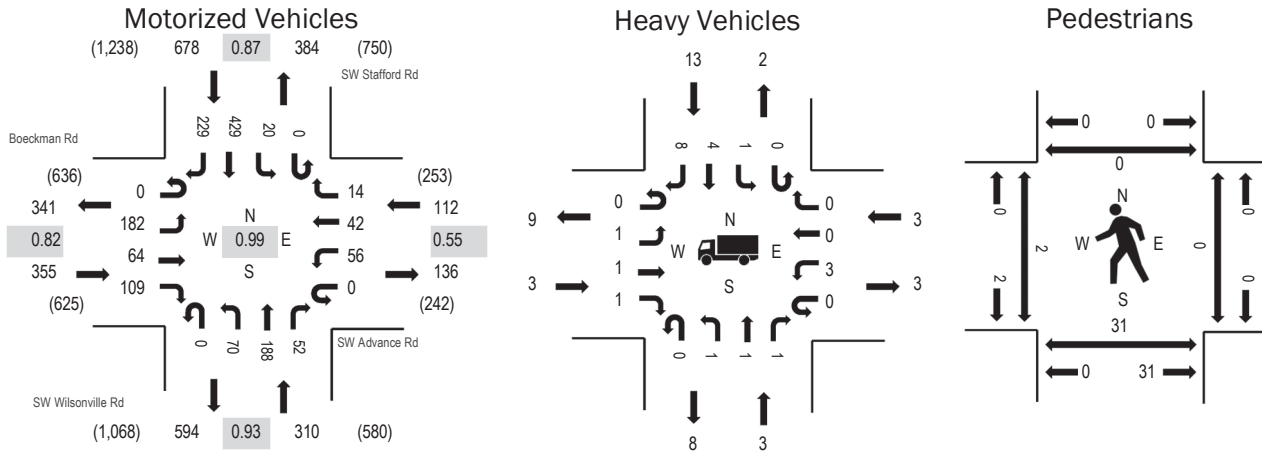 Motorized Vehicles
(1,238) 678 0.87 384 (750)
SW Stafford Rd
Boeckman Rd
229 429 20 0
(636) 0 14 (253)
341 182 42 112
0.82 W N 0.99 E S 0.55
355 64 56 136
(625) 109 0 (242)
0 70 188 52
SW Advance Rd
SW Wilsonville Rd
(1,068) 594 0.93 310 (580)
Heavy Vehicles
13 2
8 4 1 0
0 0
9 1 0 3
W N E S
3 1 3 3
1 0
0 1 1 1
8 3
Pedestrians
0 0
0
0 N 0
W E
2 2 S 0 0
31
0 31